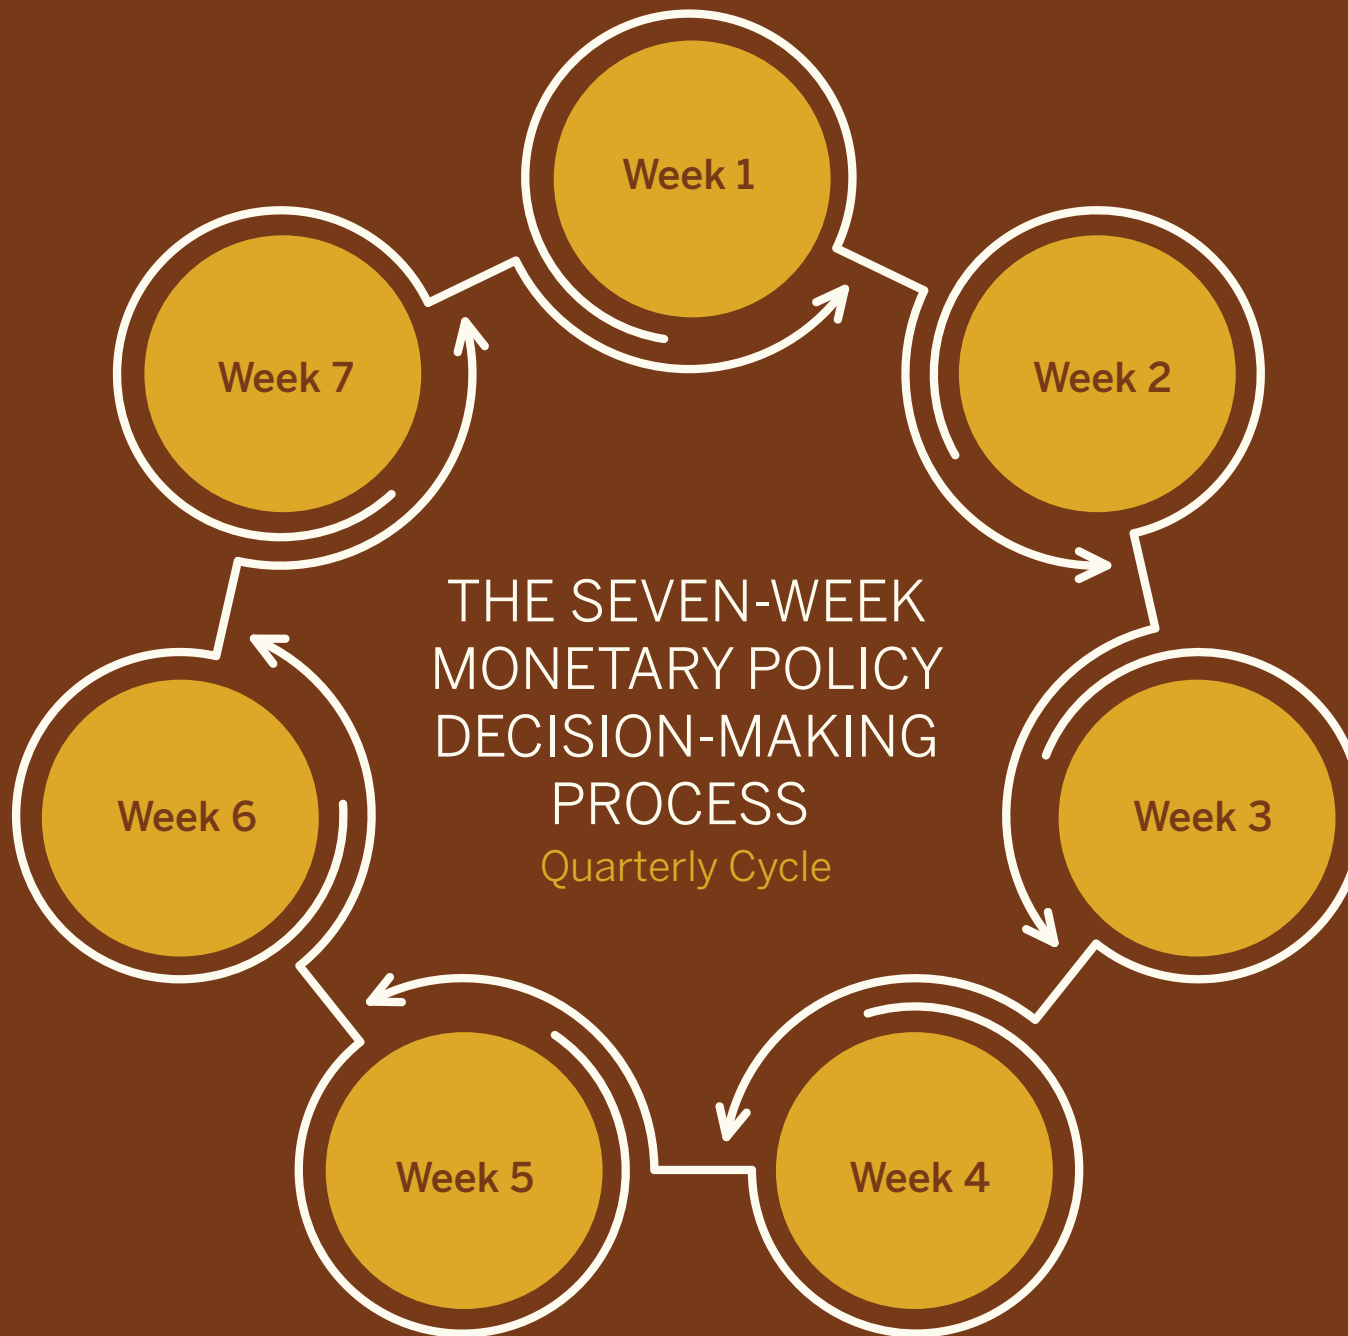 Week 1
Week 7
Week 2
THE SEVEN-WEEK
MONETARY POLICY
DECISION-MAKING
PROCESS
Quarterly Cycle
Week 6
Week 3
Week 5
Week 4